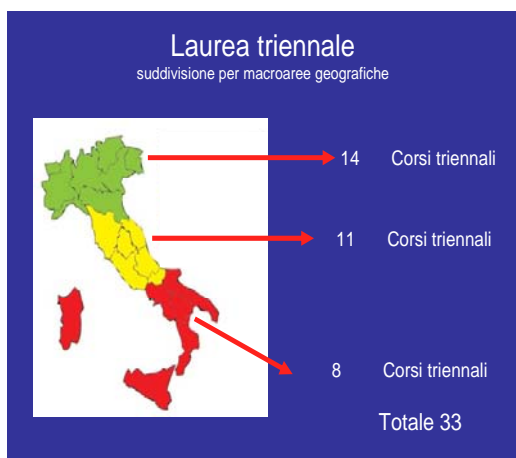 Laurea triennale
suddivisione per macroaree geografiche
14 Corsi triennali
11 Corsi triennali
8 Corsi triennali
Totale 33